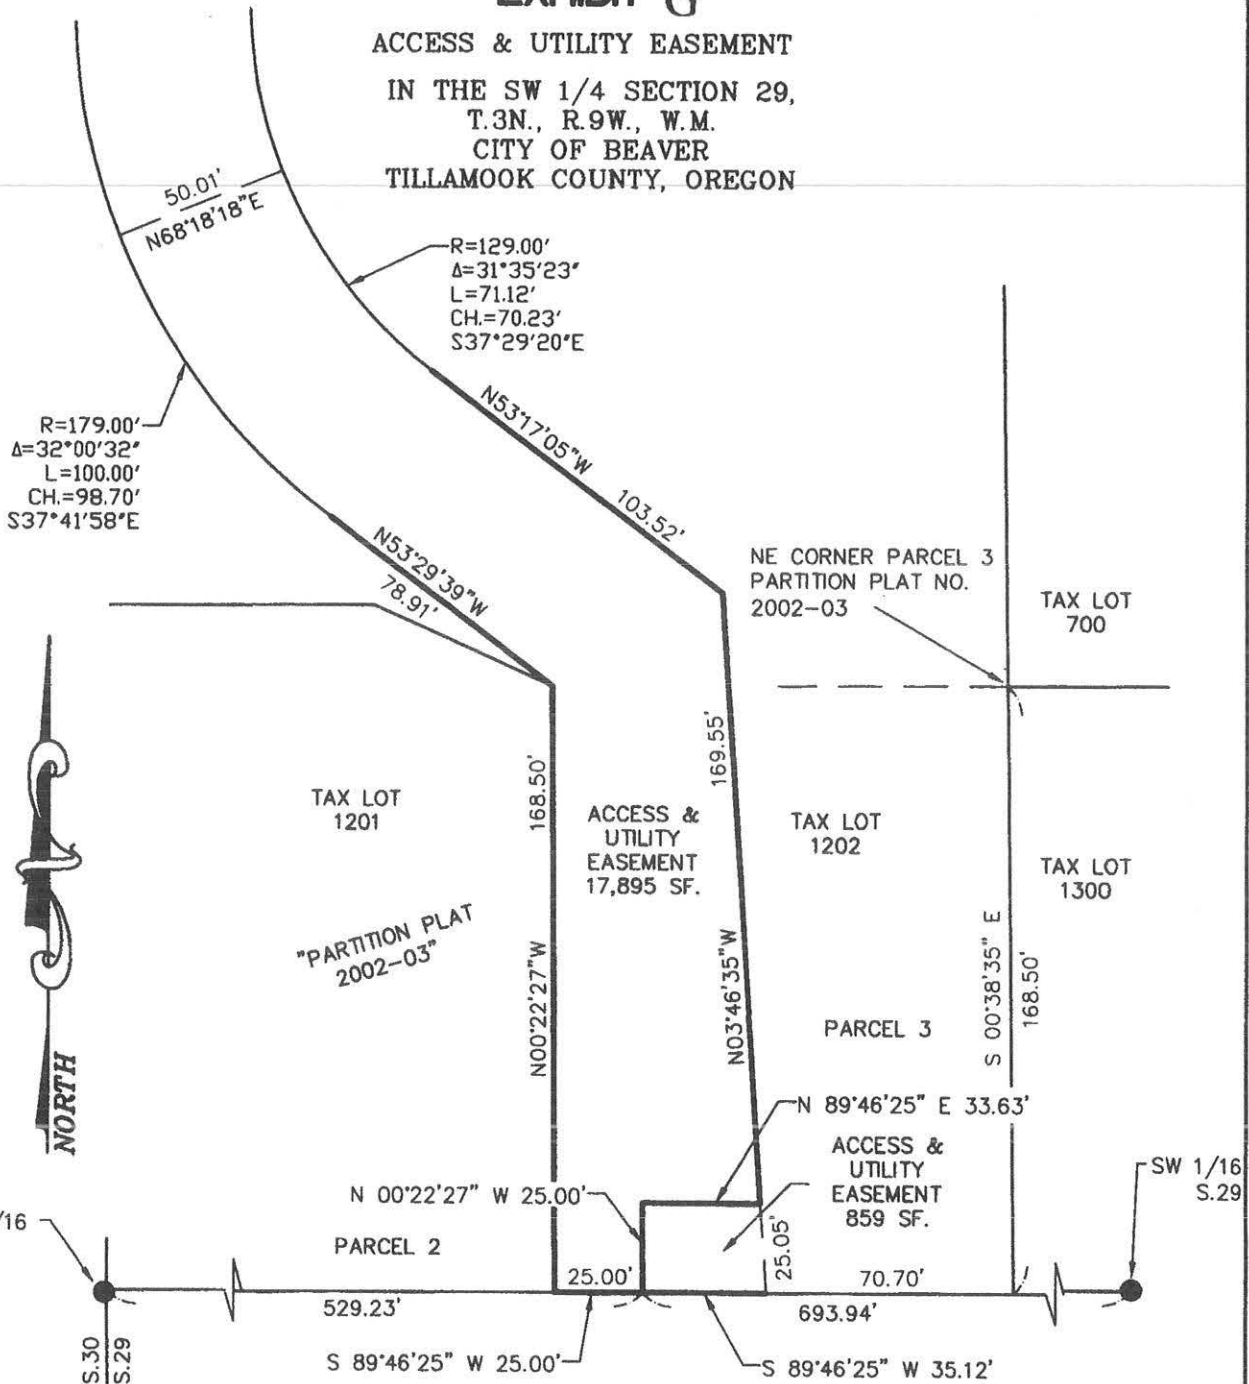 EXHIBIT G
ACCESS & UTILITY EASEMENT
IN THE SW 1/4 SECTION 29,
T.3N., R.9W., W.M.
CITY OF BEAVER
TILLAMOOK COUNTY, OREGON
50.01'
N68°18'18"E
R=129.00'
Δ=31°35'23"
L=71.12'
CH.=70.23'
S37°29'20"E
R=179.00'
Δ=32°00'32"
L=100.00'
CH.=98.70'
S37°41'58"E
N53°17'05"W
103.52'
N53°29'39"W
78.91'
NE CORNER PARCEL 3
PARTITION PLAT NO.
2002-03
TAX LOT
700
TAX LOT
1201
168.50'
ACCESS &
UTILITY
EASEMENT
17,895 SF.
169.55'
TAX LOT
1202
TAX LOT
1300
"PARTITION PLAT
2002-03"
N00°22'27"W
N03°46'35"W
S 00°38'35" E
168.50'
PARCEL 3
NORTH
N 89°46'25" E 33.63'
ACCESS &
UTILITY
EASEMENT
859 SF.
SW 1/16
S.29
N 00°22'27" W 25.00'
/16
PARCEL 2
25.00'
25.05'
70.70'
529.23'
693.94'
S.30
S.29
S 89°46'25" W 25.00'
S 89°46'25" W 35.12'